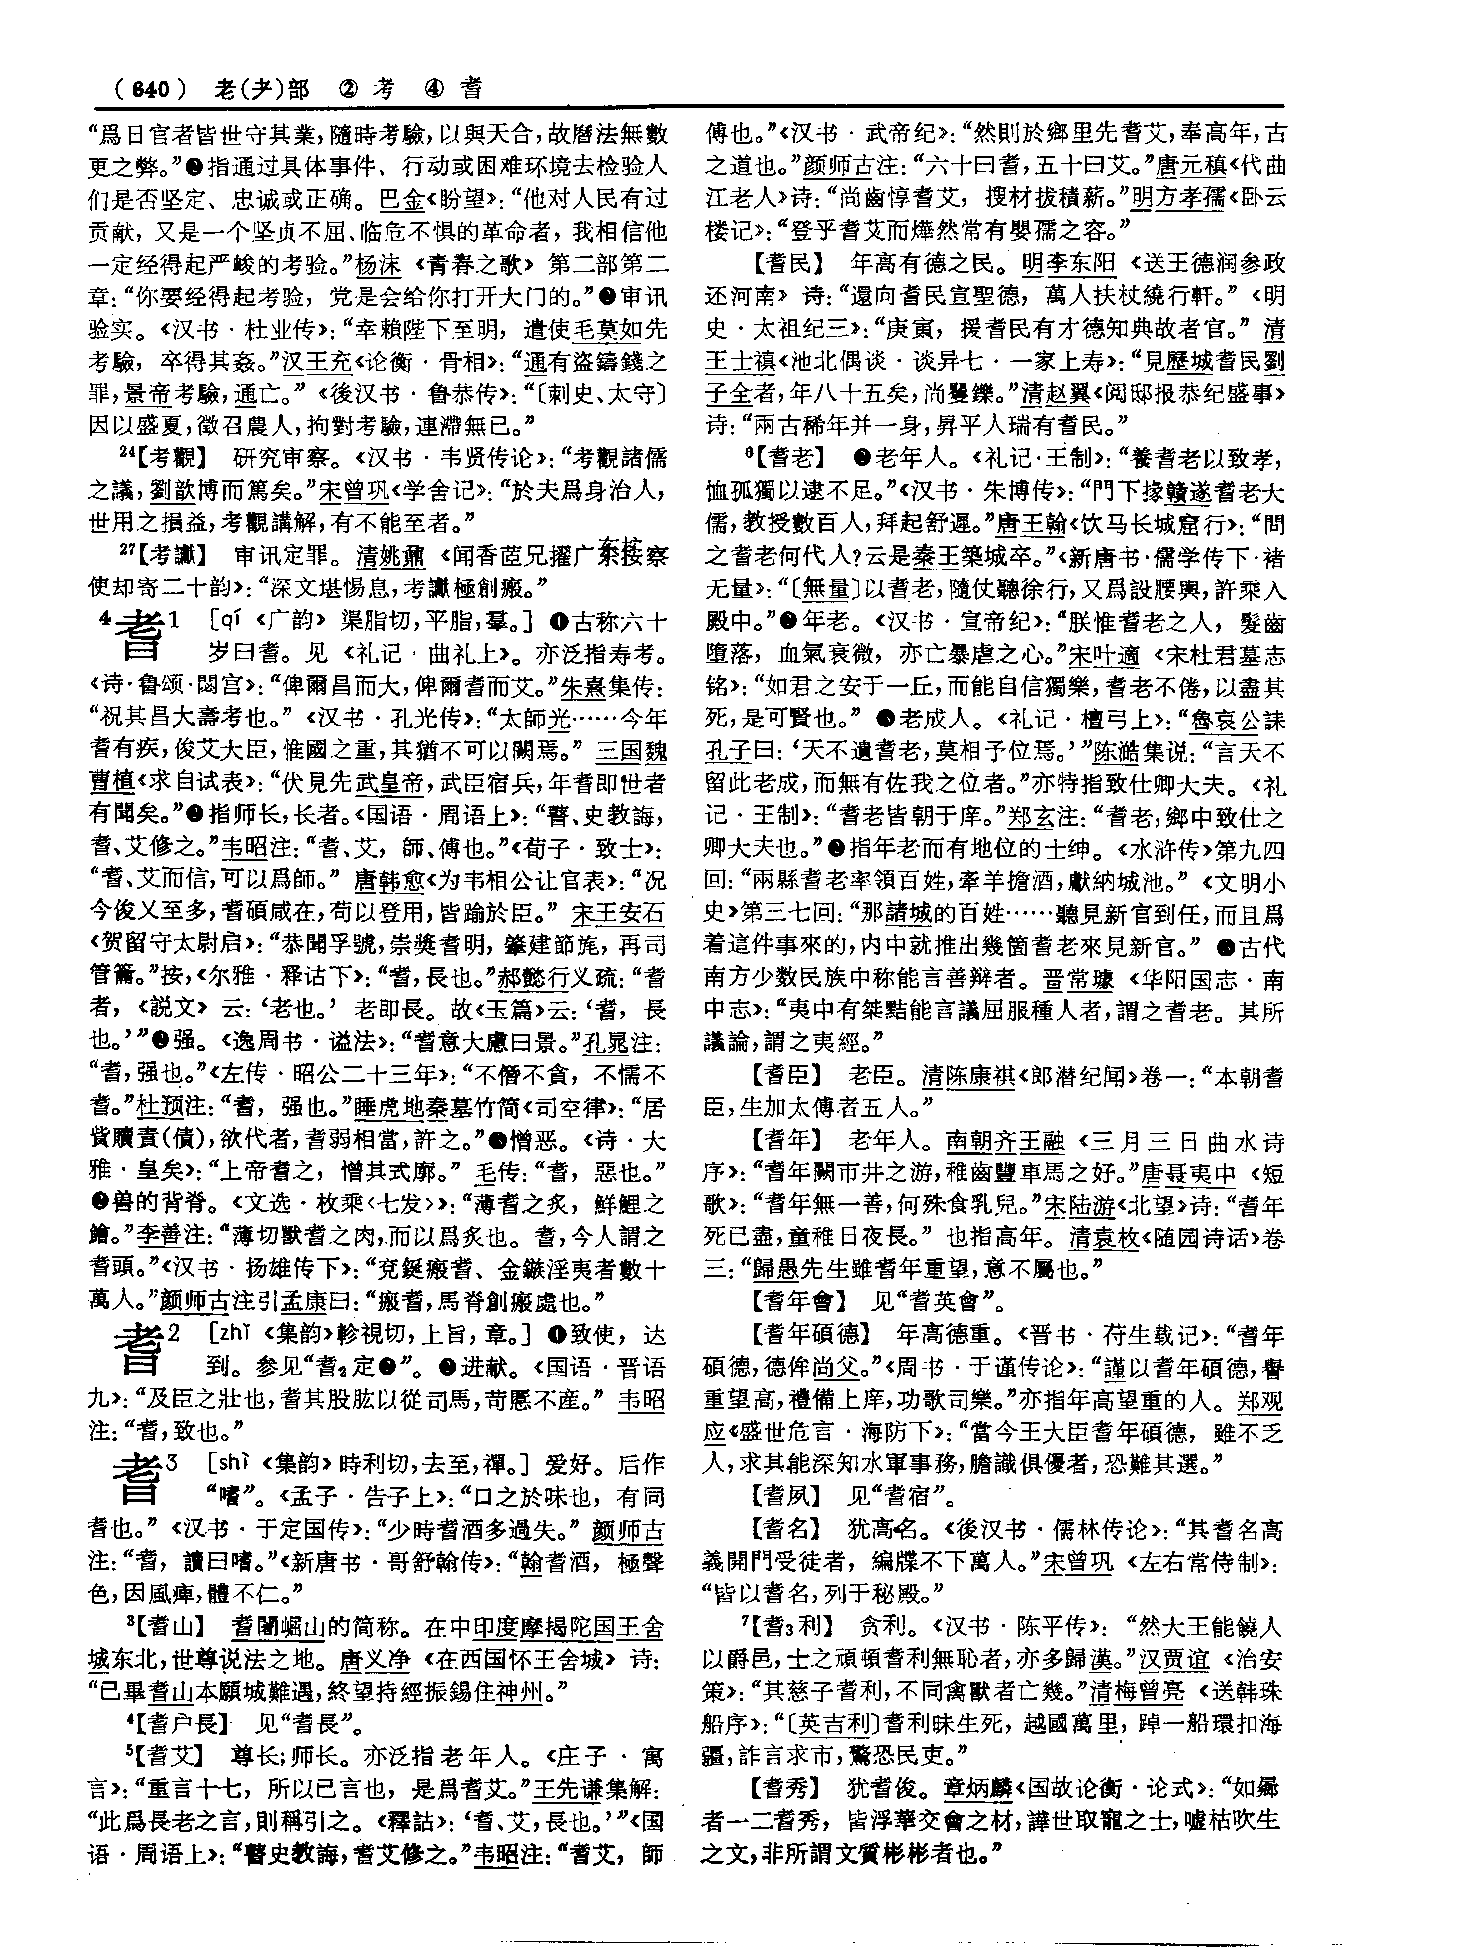 （640） 老(耂)部 ②考 ④耆
“爲日官者皆世守其業，隨時考驗，以與天合，故曆法無數
更之弊。”❷指通过具体事件、行动或困难环境去检验人
们是否坚定、忠诚或正确。巴金《盼望》：“他对人民有过
贡献，又是一个坚贞不屈、临危不惧的革命者，我相信他
一定经得起严峻的考验。”杨沫《青春之歌》第二部第二
章：“你要经得起考验，党是会给你打开大门的。”❸审讯
验实。《汉书·杜业传》：“幸賴陛下至明，遣使毛莫如先
考驗，卒得其姦。”汉王充《论衡·骨相》：“通有盜鑄錢之
罪，景帝考驗，通亡。”《後汉书·鲁恭传》：“〔刺史、太守〕
因以盛夏，徵召農人，拘對考驗，連滯無已。”
24【考觀】 研究审察。《汉书·韦贤传论》：“考觀諸儒
之議，劉歆博而篤矣。”宋曾巩《学舍记》：“於夫爲身治人，
世用之損益，考觀講解，有不能至者。”
27【考讞】 审讯定罪。清姚鼐《闻香茝兄擢广东按察
使却寄二十韵》：“深文堪惕息，考讞極創瘢。”
4耆1 ［qí《广韵》渠脂切，平脂，羣。］❶古称六十
岁曰耆。见《礼记·曲礼上》。亦泛指寿考。
《诗·鲁颂·閟宫》：“俾爾昌而大，俾爾耆而艾。”朱熹集传：
“祝其昌大壽考也。”《汉书·孔光传》：“太師光……今年
耆有疾，俊艾大臣，惟國之重，其猶不可以闕焉。”三国魏
曹植《求自试表》：“伏見先武皇帝，武臣宿兵，年耆即世者
有聞矣。”❷指师长，长者。《国语·周语上》：“瞽、史教誨，
耆、艾修之。”韦昭注：“耆、艾，師、傅也。”《荀子·致士》：
“耆、艾而信，可以爲師。”唐韩愈《为韦相公让官表》：“况
今俊乂至多，耆碩咸在，苟以登用，皆踰於臣。”宋王安石
《贺留守太尉启》：“恭聞孚號，崇獎耆明，肇建節旄，再司
管籥。”按，《尔雅·释诂下》：“耆，長也。”郝懿行义疏：“耆
者，《説文》云：‘老也。’老即長。故《玉篇》云：‘耆，長
也。’”❸强。《逸周书·谥法》：“耆意大慮曰景。”孔晁注：
“耆，强也。”《左传·昭公二十三年》：“不僭不貪，不懦不
耆。”杜预注：“耆，强也。”睡虎地秦墓竹简《司空律》：“居
貲贖責(債)，欲代者，耆弱相當，許之。”❹憎恶。《诗·大
雅·皇矣》：“上帝耆之，憎其式廓。”毛传：“耆，惡也。”
❺兽的背脊。《文选·枚乘〈七发〉》：“薄耆之炙，鮮鯉之
鱠。”李善注：“薄切獸耆之肉，而以爲炙也。耆，今人謂之
耆頭。”《汉书·扬雄传下》：“兖鋋瘢耆、金鏃淫夷者數十
萬人。”颜师古注引孟康曰：“瘢耆，馬脊創瘢處也。”
耆2 ［zhǐ《集韵》軫視切，上旨，章。］❶致使，达
到。参见“耆2定❶”。❷进献。《国语·晋语
九》：“及臣之壯也，耆其股肱以從司馬，苛慝不産。”韦昭
注：“耆，致也。”
耆3 ［shì《集韵》時利切，去至，禪。］爱好。后作
“嗜”。《孟子·告子上》：“口之於味也，有同
耆也。”《汉书·于定国传》：“少時耆酒多過失。”颜师古
注：“耆，讀曰嗜。”《新唐书·哥舒翰传》：“翰耆酒，極聲
色，因風痺，體不仁。”
3【耆山】 耆闍崛山的简称。在中印度摩揭陀国王舍
城东北，世尊说法之地。唐义净《在西国怀王舍城》诗：
“已畢耆山本願城難遇，終望持經振錫住神州。”
4【耆户長】 见“耆長”。
5【耆艾】 尊长；师长。亦泛指老年人。《庄子·寓
言》：“重言十七，所以已言也，是爲耆艾。”王先谦集解：
“此爲長老之言，則稱引之。《釋詁》：‘耆、艾，長也。’”《国
语·周语上》：“瞽史教誨，耆艾修之。”韦昭注：“耆艾，師
傅也。”《汉书·武帝纪》：“然則於鄉里先耆艾，奉高年，古
之道也。”颜师古注：“六十曰耆，五十曰艾。”唐元稹《代曲
江老人》诗：“尚齒惇耆艾，搜材拔積薪。”明方孝孺《卧云
楼记》：“登乎耆艾而燁然常有嬰孺之容。”
【耆民】 年高有德之民。明李东阳《送王德润参政
还河南》诗：“還向耆民宣聖德，萬人扶杖繞行軒。”《明
史·太祖纪三》：“庚寅，援耆民有才德知典故者官。”清
王士禛《池北偶谈·谈异七·一家上寿》：“見歷城耆民劉
子全者，年八十五矣，尚矍鑠。”清赵翼《阅邸报恭纪盛事》
诗：“兩古稀年并一身，昇平人瑞有耆民。”
6【耆老】 ❶老年人。《礼记·王制》：“養耆老以致孝，
恤孤獨以逮不足。”《汉书·朱博传》：“門下掾贛遂耆老大
儒，教授數百人，拜起舒遲。”唐王翰《饮马长城窟行》：“問
之耆老何代人？云是秦王築城卒。”《新唐书·儒学传下·褚
无量》：“〔無量〕以耆老，隨仗聽徐行，又爲設腰輿，許乘入
殿中。”❷年老。《汉书·宣帝纪》：“朕惟耆老之人，髮齒
墮落，血氣衰微，亦亡暴虐之心。”宋叶適《宋杜君墓志
铭》：“如君之安于一丘，而能自信獨樂，耆老不倦，以盡其
死，是可賢也。”❸老成人。《礼记·檀弓上》：“魯哀公誄
孔子曰：‘天不遺耆老，莫相予位焉。’”陈澔集说：“言天不
留此老成，而無有佐我之位者。”亦特指致仕卿大夫。《礼
记·王制》：“耆老皆朝于庠。”郑玄注：“耆老，鄉中致仕之
卿大夫也。”❹指年老而有地位的士绅。《水浒传》第九四
回：“兩縣耆老率領百姓，牽羊擔酒，獻納城池。”《文明小
史》第三七回：“那諸城的百姓……聽見新官到任，而且爲
着這件事來的，内中就推出幾箇耆老來見新官。”❺古代
南方少数民族中称能言善辩者。晋常璩《华阳国志·南
中志》：“夷中有桀黠能言議屈服種人者，謂之耆老。其所
議論，謂之夷經。”
【耆臣】 老臣。清陈康祺《郎潜纪闻》卷一：“本朝耆
臣，生加太傅者五人。”
【耆年】 老年人。南朝齐王融《三月三日曲水诗
序》：“耆年闕市井之游，稚齒豐車馬之好。”唐聂夷中《短
歌》：“耆年無一善，何殊食乳兒。”宋陆游《北望》诗：“耆年
死已盡，童稚日夜長。”也指高年。清袁枚《随园诗话》卷
三：“歸愚先生雖耆年重望，意不屬也。”
【耆年會】 见“耆英會”。
【耆年碩德】 年高德重。《晋书·苻生载记》：“耆年
碩德，德侔尚父。”《周书·于谨传论》：“謹以耆年碩德，譽
重望高，禮備上庠，功歌司樂。”亦指年高望重的人。郑观
应《盛世危言·海防下》：“當今王大臣耆年碩德，雖不乏
人，求其能深知水軍事務，膽識俱優者，恐難其選。”
【耆夙】 见“耆宿”。
【耆名】 犹高名。《後汉书·儒林传论》：“其耆名高
義開門受徒者，編牒不下萬人。”宋曾巩《左右常侍制》：
“皆以耆名，列于秘殿。”
7【耆3利】 贪利。《汉书·陈平传》：“然大王能饒人
以爵邑，士之頑頓耆利無恥者，亦多歸漢。”汉贾谊《治安
策》：“其慈子耆利，不同禽獸者亡幾。”清梅曾亮《送韩珠
船序》：“〔英吉利〕耆利昧生死，越國萬里，踔一船環扣海
疆，詐言求市，驚恐民吏。”
【耆秀】 犹耆俊。章炳麟《国故论衡·论式》：“如曏
者一二耆秀，皆浮華交會之材，譁世取寵之士，嘘枯吹生
之文，非所謂文質彬彬者也。”